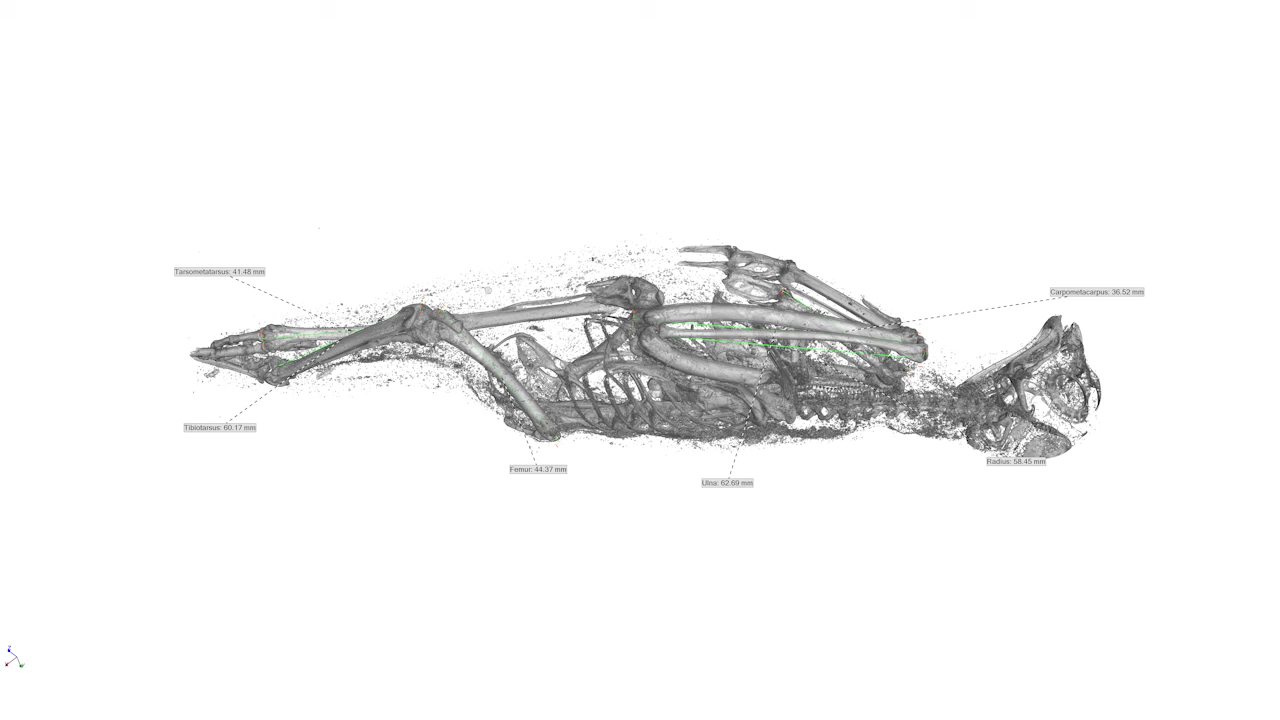 Tarsometatarsus: 41.48 mm
Carpometacarpus: 36.52 mm
Tibiotarsus: 60.17 mm
Radius: 58.45 mm
Femur: 44.37 mm
Ulna: 62.69 mm